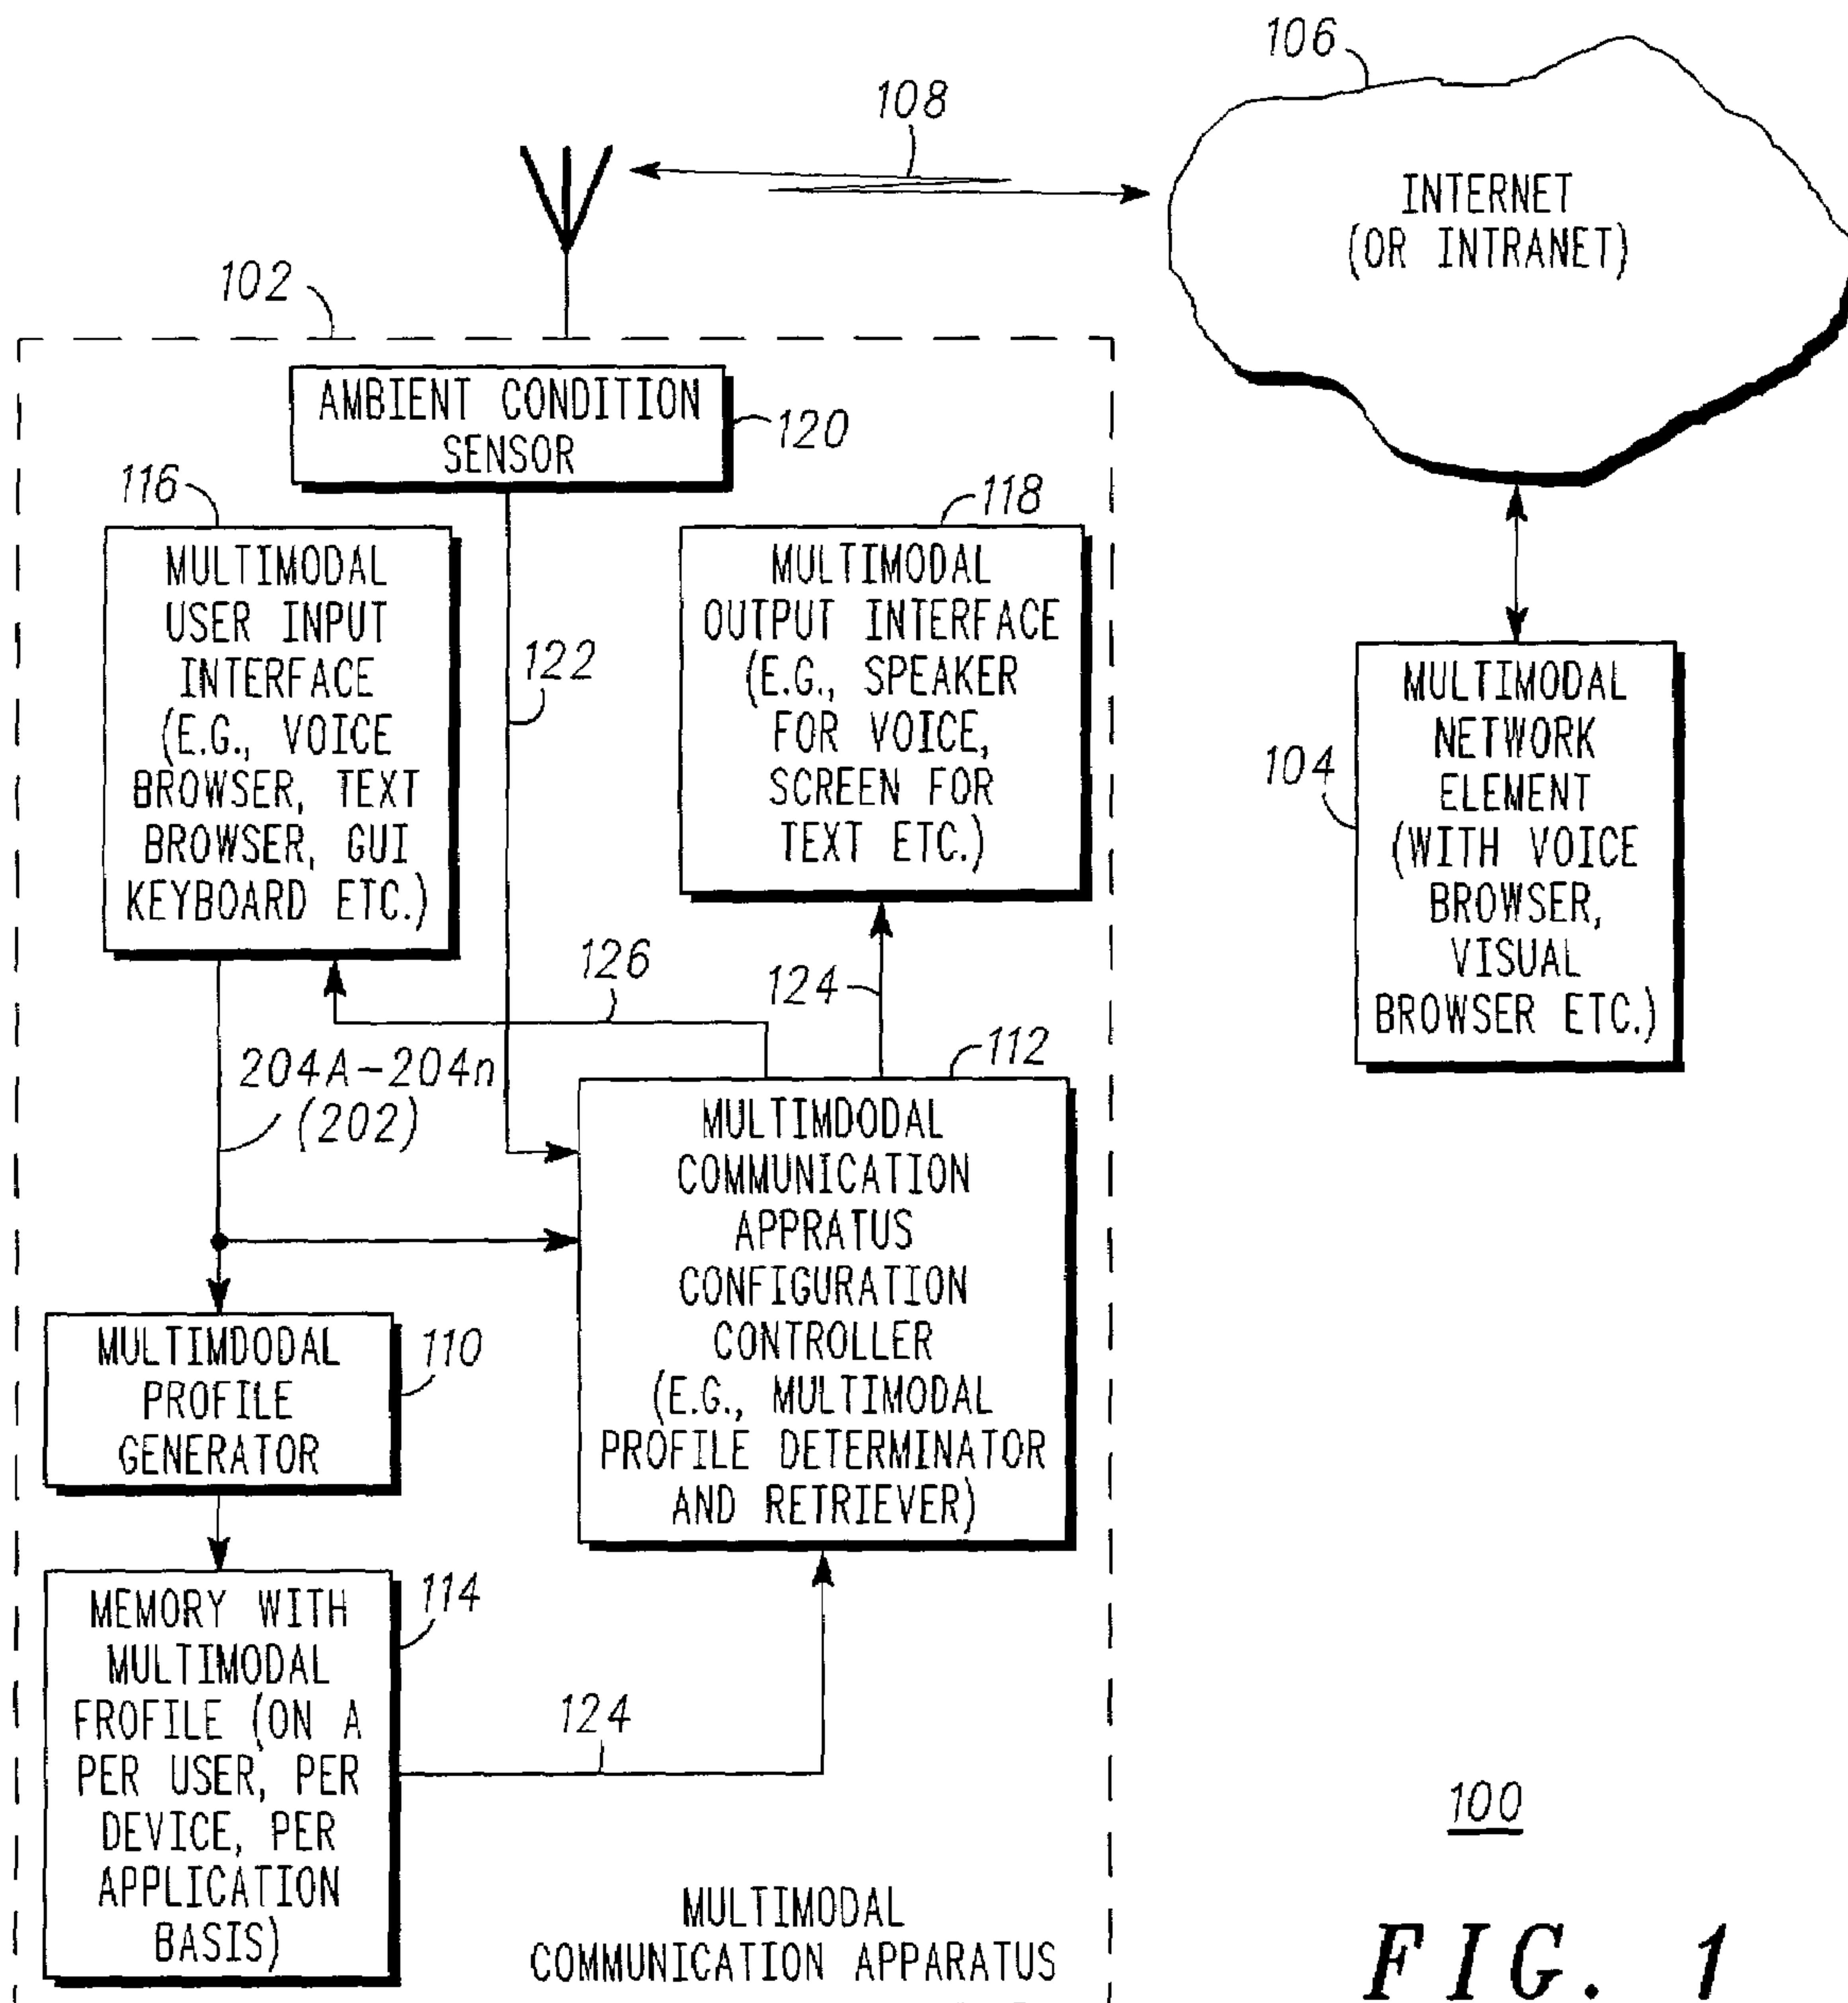 106
108
INTERNET
(OR INTRANET)
102
AMBIENT CONDITION
SENSOR
120
116
MULTIMODAL
USER INPUT
INTERFACE
(E.G., VOICE
BROWSER, TEXT
BROWSER, GUI
KEYBOARD ETC.)
122
118
MULTIMODAL
OUTPUT INTERFACE
(E.G., SPEAKER
FOR VOICE,
SCREEN FOR
TEXT ETC.)
104
MULTIMODAL
NETWORK
ELEMENT
(WITH VOICE
BROWSER,
VISUAL
BROWSER ETC.)
126
124
204A-204n
(202)
112
MULTIMDODAL
COMMUNICATION
APPRATUS
CONFIGURATION
CONTROLLER
(E.G., MULTIMODAL
PROFILE DETERMINATOR
AND RETRIEVER)
MULTIMDODAL
PROFILE
GENERATOR
110
MEMORY WITH
MULTIMODAL
FROFILE (ON A
PER USER, PER
DEVICE, PER
APPLICATION
BASIS)
114
124
MULTIMODAL
COMMUNICATION APPARATUS
100
FIG. 1